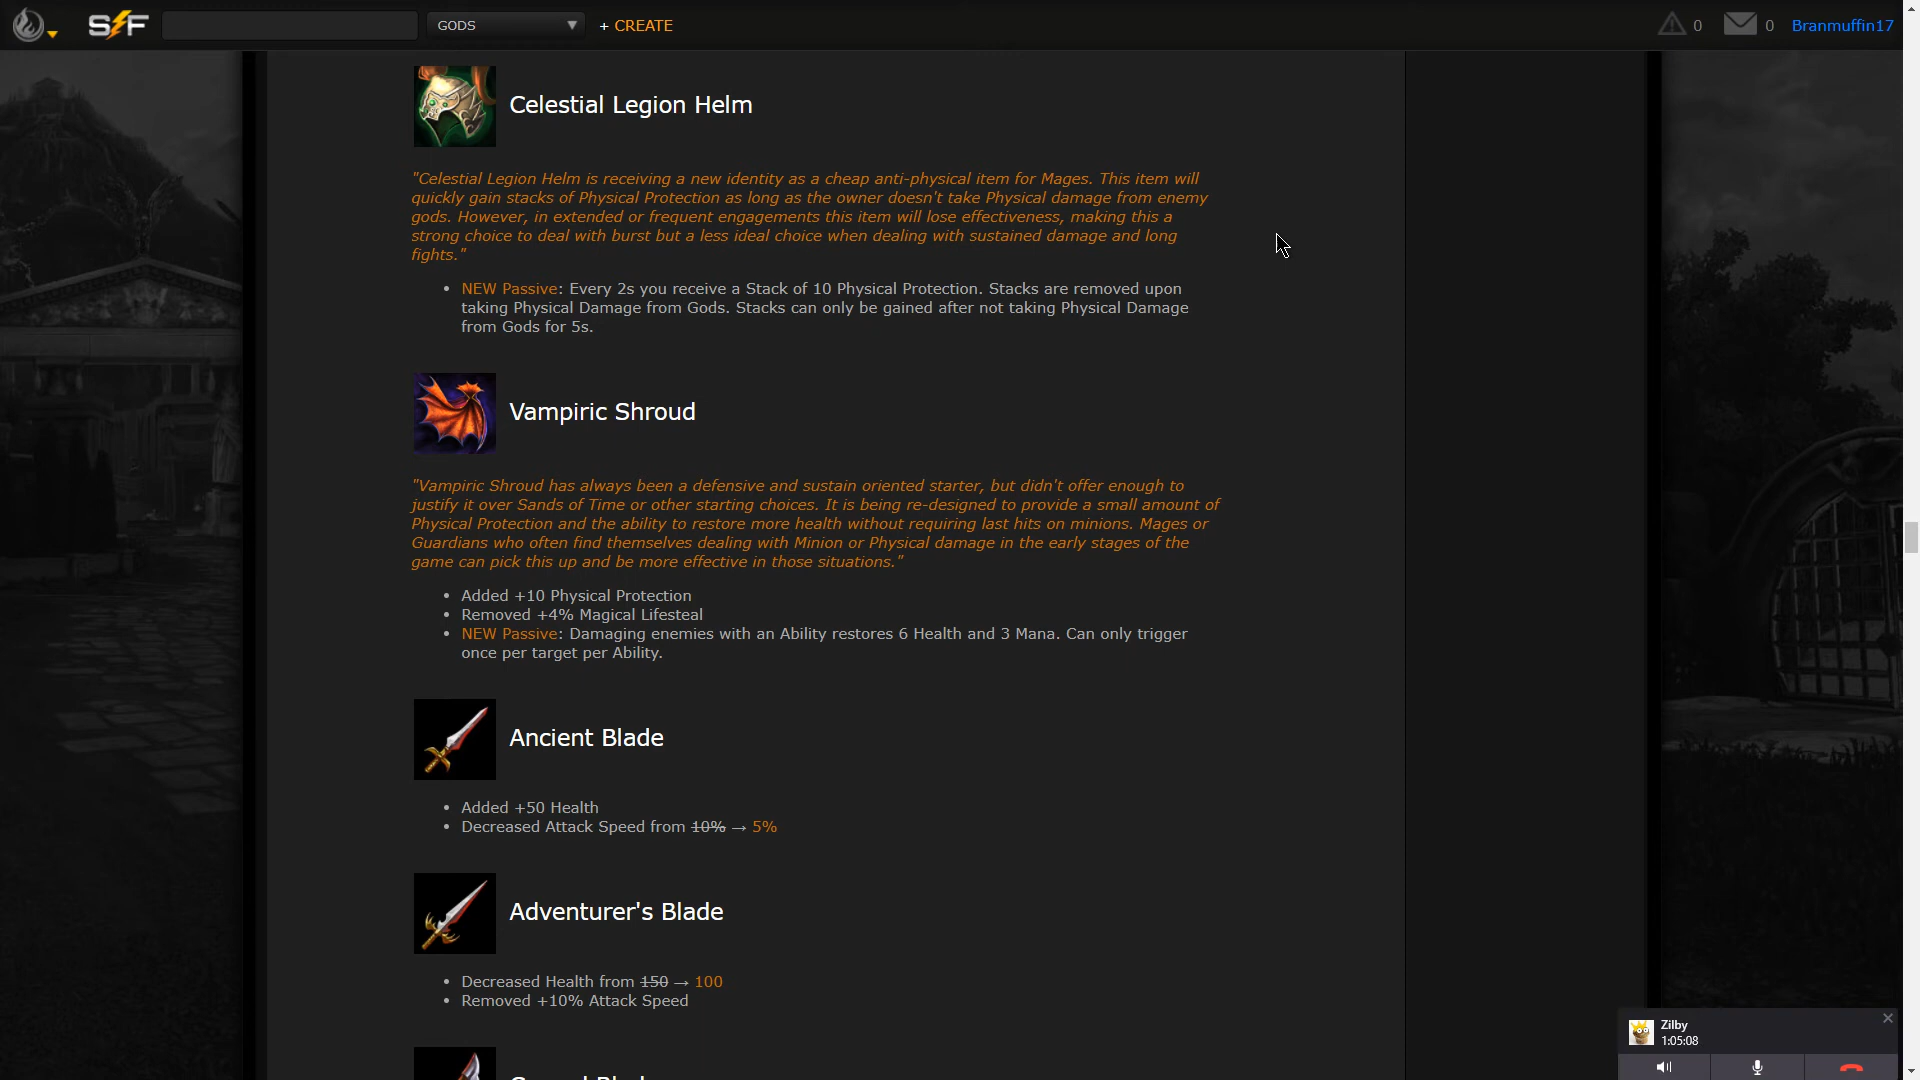 SF GODS + CREATE 0 0 Branmuffin17
Celestial Legion Helm
"Celestial Legion Helm is receiving a new identity as a cheap anti-physical item for Mages. This item will
quickly gain stacks of Physical Protection as long as the owner doesn't take Physical damage from enemy
gods. However, in extended or frequent engagements this item will lose effectiveness, making this a
strong choice to deal with burst but a less ideal choice when dealing with sustained damage and long
fights."
• NEW Passive: Every 2s you receive a Stack of 10 Physical Protection. Stacks are removed upon
taking Physical Damage from Gods. Stacks can only be gained after not taking Physical Damage
from Gods for 5s.
Vampiric Shroud
"Vampiric Shroud has always been a defensive and sustain oriented starter, but didn't offer enough to
justify it over Sands of Time or other starting choices. It is being re-designed to provide a small amount of
Physical Protection and the ability to restore more health without requiring last hits on minions. Mages or
Guardians who often find themselves dealing with Minion or Physical damage in the early stages of the
game can pick this up and be more effective in those situations."
• Added +10 Physical Protection
• Removed +4% Magical Lifesteal
• NEW Passive: Damaging enemies with an Ability restores 6 Health and 3 Mana. Can only trigger
once per target per Ability.
Ancient Blade
• Added +50 Health
• Decreased Attack Speed from 10% → 5%
Adventurer's Blade
• Decreased Health from 150 → 100
• Removed +10% Attack Speed
Zilby
1:05:08